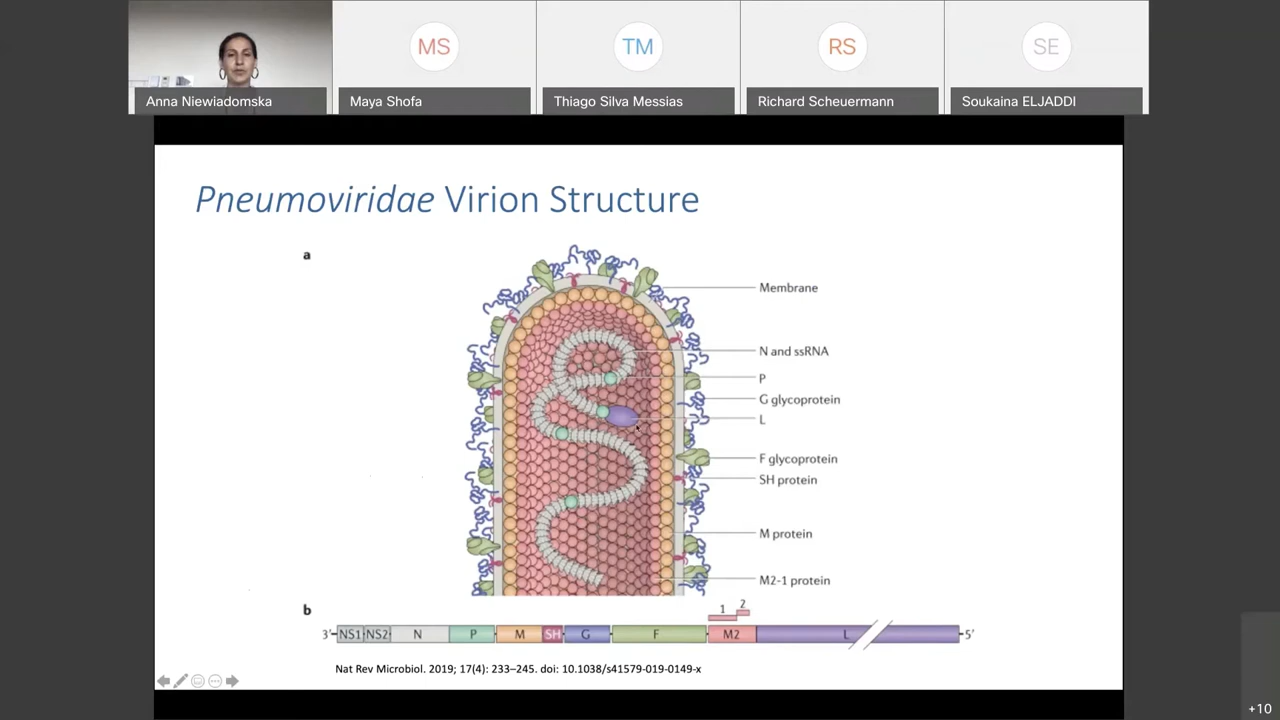 MS
TM
RS
SE
Anna Niewiadomska
Maya Shofa
Thiago Silva Messias
Richard Scheuermann
Soukaina ELJADDI
Pneumoviridae Virion Structure
a
Membrane
N and ssRNA
P
G glycoprotein
L
F glycoprotein
SH protein
M protein
M2-1 protein
b
1 2
3′ NS1 NS2 N P M SH G F M2 L 5′
Nat Rev Microbiol. 2019; 17(4): 233–245. doi: 10.1038/s41579-019-0149-x
+10